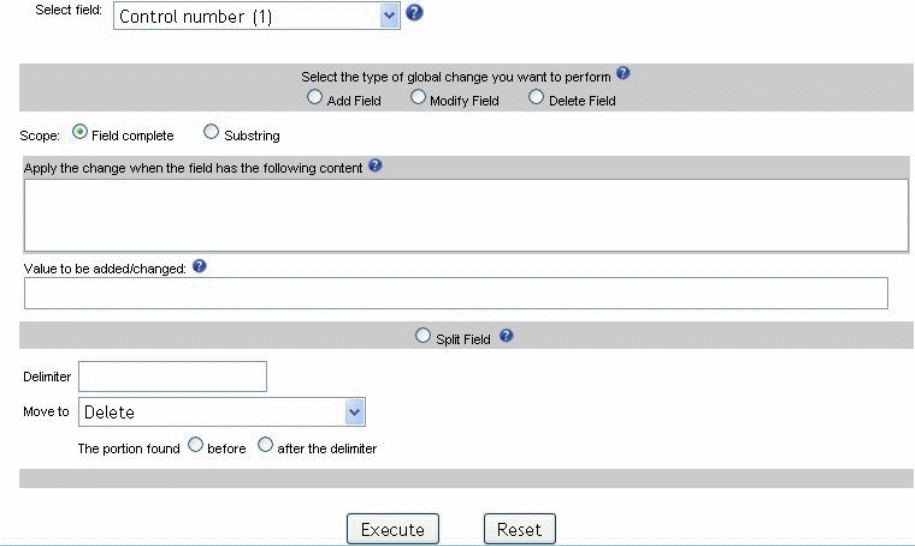 Select field: Control number (1) ?
Select the type of global change you want to perform ?
Add Field Modify Field Delete Field
Scope: Field complete Substring
Apply the change when the field has the following content ?
Value to be added/changed: ?
Split Field ?
Delimiter
Move to Delete
The portion found before after the delimiter
Execute Reset